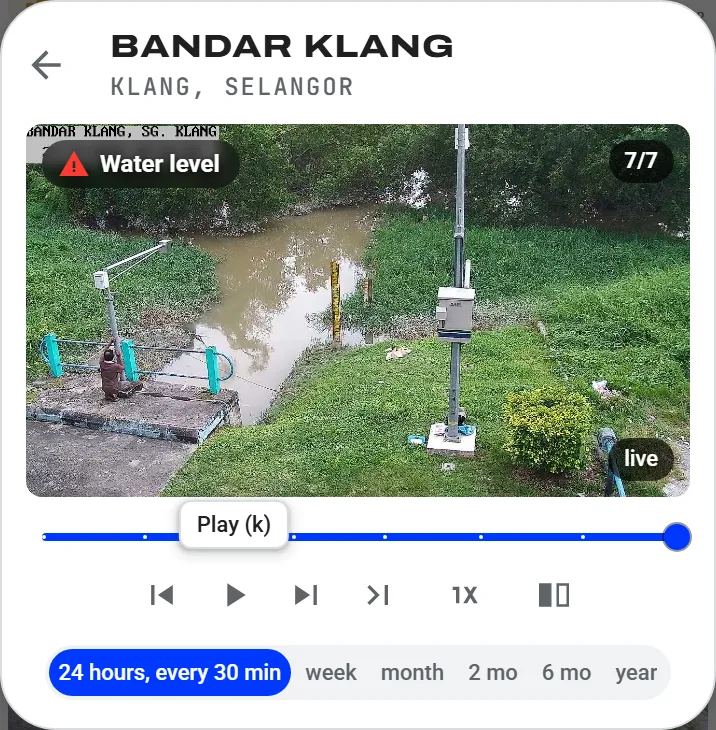 BANDAR KLANG
KLANG, SELANGOR
BANDAR KLANG, SG. KLANG
Water level
7/7
live
Play (k)
1X
24 hours, every 30 min week month 2 mo 6 mo year